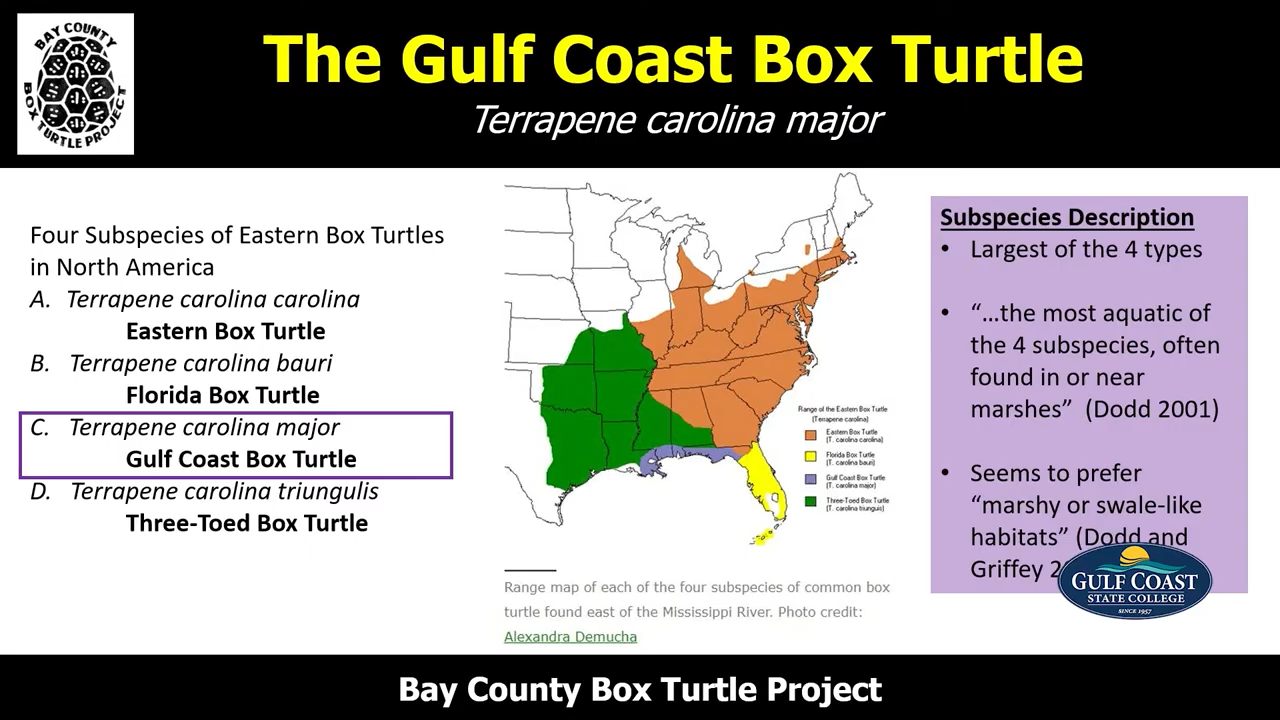 BAY COUNTY
BOX TURTLE PROJECT
The Gulf Coast Box Turtle
Terrapene carolina major
Four Subspecies of Eastern Box Turtles
in North America
A. Terrapene carolina carolina
Eastern Box Turtle
B. Terrapene carolina bauri
Florida Box Turtle
C. Terrapene carolina major
Gulf Coast Box Turtle
D. Terrapene carolina triungulis
Three-Toed Box Turtle
Range of the Eastern Box Turtle
(Terrapene carolina)
Eastern Box Turtle
(T. carolina carolina)
Florida Box Turtle
(T. carolina bauri)
Gulf Coast Box Turtle
(T. carolina major)
Three-Toed Box Turtle
(T. carolina triunguis)
Range map of each of the four subspecies of common box
turtle found east of the Mississippi River. Photo credit:
Alexandra Demucha
Subspecies Description
• Largest of the 4 types
• “…the most aquatic of
the 4 subspecies, often
found in or near
marshes” (Dodd 2001)
• Seems to prefer
“marshy or swale-like
habitats” (Dodd and
Griffey 2
GULF COAST
STATE COLLEGE
SINCE 1957
Bay County Box Turtle Project